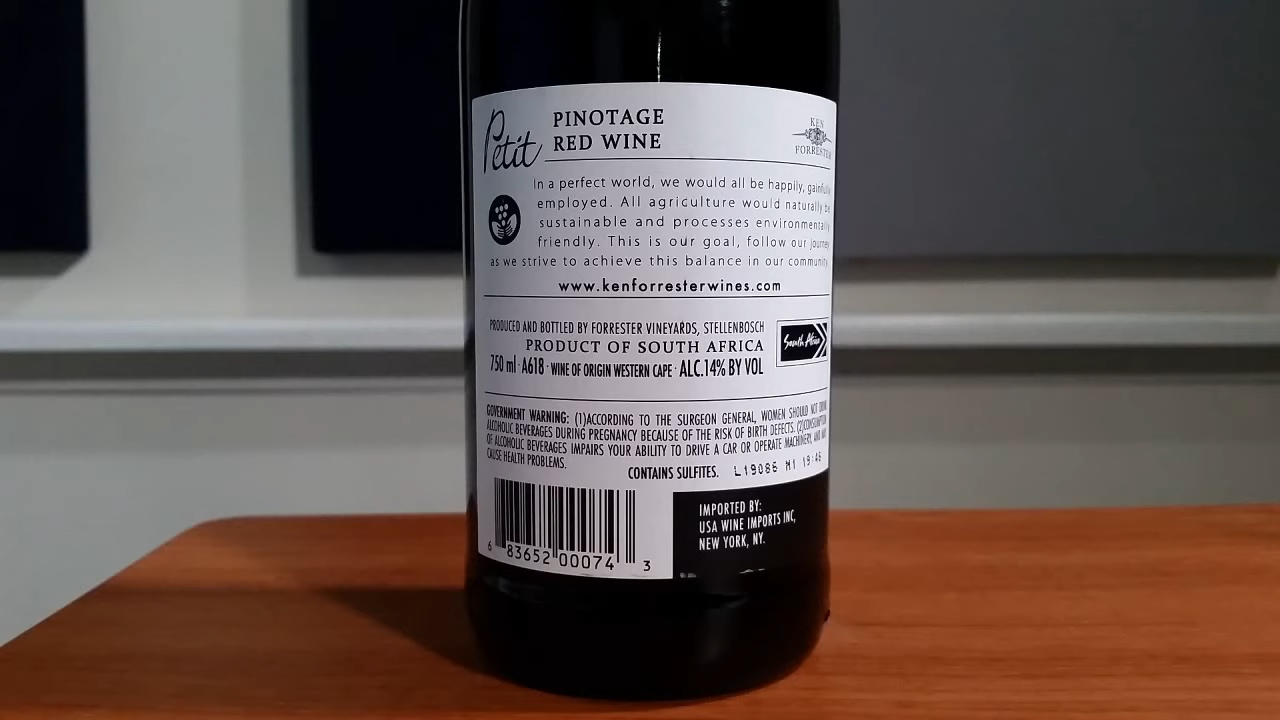 Petit
PINOTAGE
RED WINE
KEN
FORRESTER
In a perfect world, we would all be happily, gainfully
employed. All agriculture would naturally be
sustainable and processes environmentally
friendly. This is our goal, follow our journey
as we strive to achieve this balance in our community.
www.kenforresterwines.com
PRODUCED AND BOTTLED BY FORRESTER VINEYARDS, STELLENBOSCH
PRODUCT OF SOUTH AFRICA
750 ml · A618 · WINE OF ORIGIN WESTERN CAPE · ALC.14% BY VOL
South Africa
GOVERNMENT WARNING: (1)ACCORDING TO THE SURGEON GENERAL, WOMEN SHOULD NOT DRINK
ALCOHOLIC BEVERAGES DURING PREGNANCY BECAUSE OF THE RISK OF BIRTH DEFECTS. (2)CONSUMPTION
OF ALCOHOLIC BEVERAGES IMPAIRS YOUR ABILITY TO DRIVE A CAR OR OPERATE MACHINERY, AND MAY
CAUSE HEALTH PROBLEMS.
CONTAINS SULFITES. L19086 M1 19:46
6 83652 00074 3
IMPORTED BY:
USA WINE IMPORTS INC,
NEW YORK, NY.